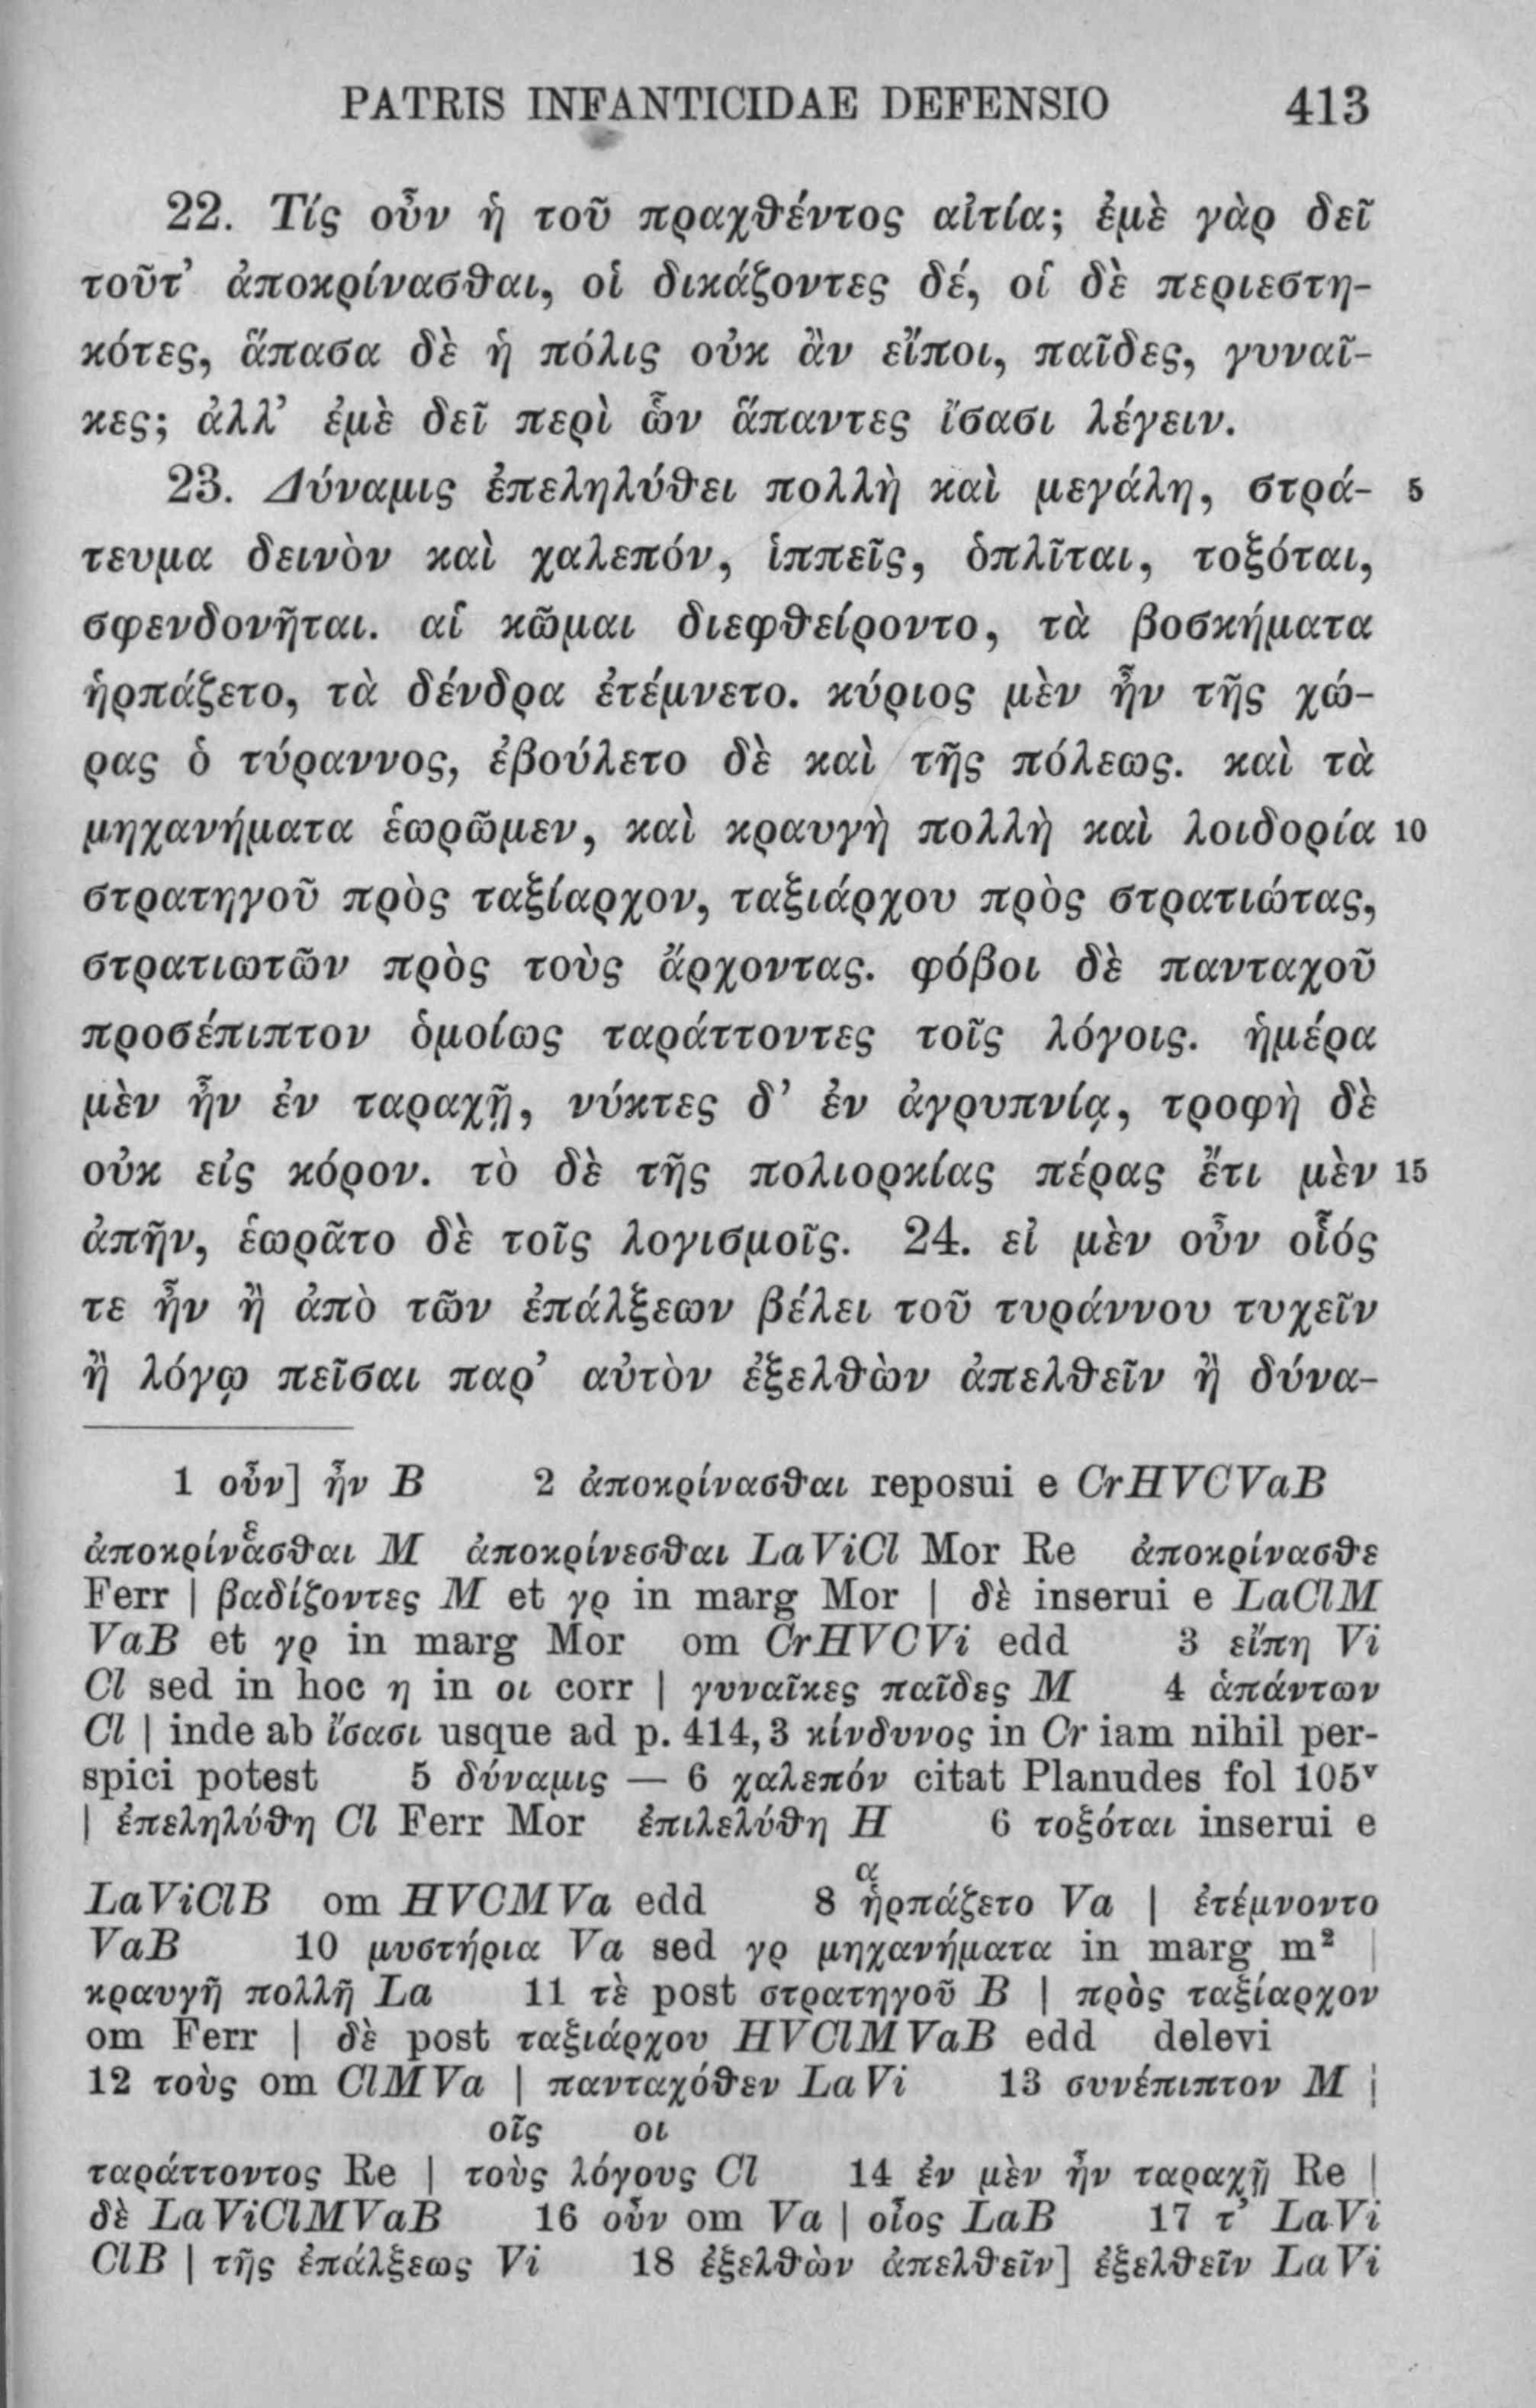 PATRIS INFANTICIDAE DEFENSIO 413
22. Τίς οὖν ἡ τοῦ πραχθέντος αἰτία; ἐμὲ γὰρ δεῖ
τοῦτ’ ἀποκρίνασθαι, οἱ δικάζοντες δέ, οἱ δὲ περιεστη-
κότες, ἅπασα δὲ ἡ πόλις οὐκ ἂν εἴποι, παῖδες, γυναῖ-
κες; ἀλλ’ ἐμὲ δεῖ περὶ ὧν ἅπαντες ἴσασι λέγειν.
23. Δύναμις ἐπεληλύθει πολλὴ καὶ μεγάλη, στρά- 5
τευμα δεινὸν καὶ χαλεπόν, ἱππεῖς, ὁπλῖται, τοξόται,
σφενδονῆται. αἱ κῶμαι διεφθείροντο, τὰ βοσκήματα
ἡρπάζετο, τὰ δένδρα ἐτέμνετο. κύριος μὲν ἦν τῆς χώ-
ρας ὁ τύραννος, ἐβούλετο δὲ καὶ τῆς πόλεως. καὶ τὰ
μηχανήματα ἑωρῶμεν, καὶ κραυγὴ πολλὴ καὶ λοιδορία 10
στρατηγοῦ πρὸς ταξίαρχον, ταξιάρχου πρὸς στρατιώτας,
στρατιωτῶν πρὸς τοὺς ἄρχοντας. φόβοι δὲ πανταχοῦ
προσέπιπτον ὁμοίως ταράττοντες τοῖς λόγοις. ἡμέρα
μὲν ἦν ἐν ταραχῇ, νύκτες δ’ ἐν ἀγρυπνίᾳ, τροφὴ δὲ
οὐκ εἰς κόρον. τὸ δὲ τῆς πολιορκίας πέρας ἔτι μὲν 15
ἀπῆν, ἑωρᾶτο δὲ τοῖς λογισμοῖς. 24. εἰ μὲν οὖν οἷός
τε ἦν ἢ ἀπὸ τῶν ἐπάλξεων βέλει τοῦ τυράννου τυχεῖν
ἢ λόγῳ πεῖσαι παρ’ αὐτὸν ἐξελθὼν ἀπελθεῖν ἢ δύνα-
1 οὖν] ἦν B 2 ἀποκρίνασθαι reposui e CrHVCVaB
ε
ἀποκρίνάσθαι M ἀποκρίνεσθαι LaViCl Mor Re ἀποκρίνασθε
Ferr | βαδίζοντες M et γρ in marg Mor | δὲ inserui e LaClM
VaB et γρ in marg Mor om CrHVCVi edd 3 εἴπη Vi
Cl sed in hoc η in οι corr | γυναῖκες παῖδες M 4 ἁπάντων
Cl | inde ab ἴσασι usque ad p. 414, 3 κίνδυνος in Cr iam nihil per-
spici potest 5 δύναμις — 6 χαλεπόν citat Planudes fol 105ᵛ
| ἐπεληλύθη Cl Ferr Mor ἐπιλελύθη H 6 τοξόται inserui e
α
LaViClB om HVCMVa edd 8 ἡρπάζετο Va | ἐτέμνοντο
VaB 10 μυστήρια Va sed γρ μηχανήματα in marg m² |
κραυγῆ πολλῆ La 11 τὲ post στρατηγοῦ B | πρὸς ταξίαρχον
om Ferr | δὲ post ταξιάρχου HVClMVaB edd delevi
12 τοὺς om ClMVa | πανταχόθεν LaVi 13 συνέπιπτον M |
οῖς οι
ταράττοντος Re | τοὺς λόγους Cl 14 ἐν μὲν ἦν ταραχῇ Re |
δὲ LaViClMVaB 16 οὖν om Va | οἷος LaB 17 τ’ LaVi
ClB | τῆς ἐπάλξεως Vi 18 ἐξελθὼν ἀπελθεῖν] ἐξελθεῖν LaVi